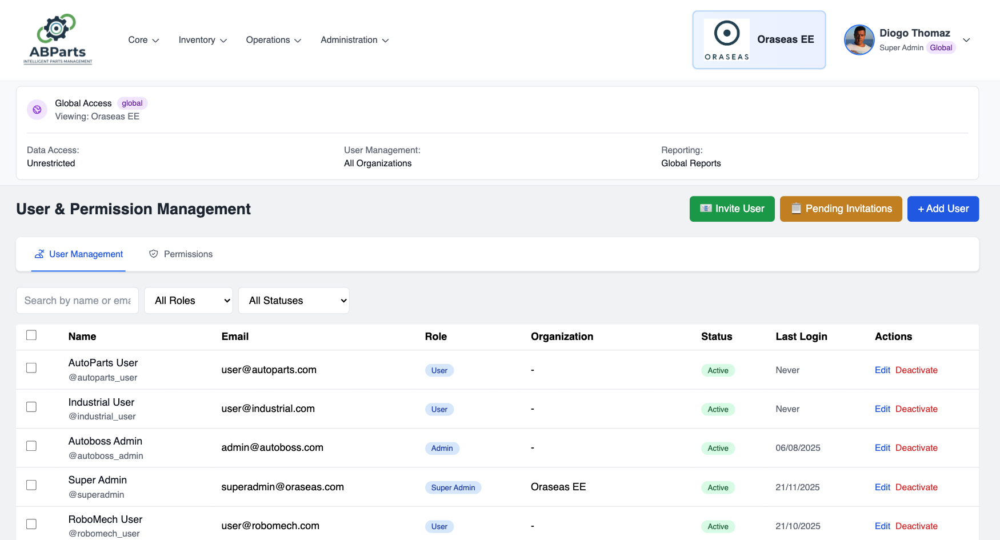 ABParts
INTELLIGENT PARTS MANAGEMENT
Core
Inventory
Operations
Administration
ORASEAS
Oraseas EE
Diogo Thomaz
Super Admin Global
Global Access global
Viewing: Oraseas EE
Data Access:
Unrestricted
User Management:
All Organizations
Reporting:
Global Reports
User & Permission Management
Invite User
Pending Invitations
+ Add User
User Management
Permissions
Search by name or ema
All Roles
All Statuses
Name Email Role Organization Status Last Login Actions
AutoParts User
@autoparts_user
user@autoparts.com User - Active Never Edit Deactivate
Industrial User
@industrial_user
user@industrial.com User - Active Never Edit Deactivate
Autoboss Admin
@autoboss_admin
admin@autoboss.com Admin - Active 06/08/2025 Edit Deactivate
Super Admin
@superadmin
superadmin@oraseas.com Super Admin Oraseas EE Active 21/11/2025 Edit Deactivate
RoboMech User
@robomech_user
user@robomech.com User - Active 21/10/2025 Edit Deactivate